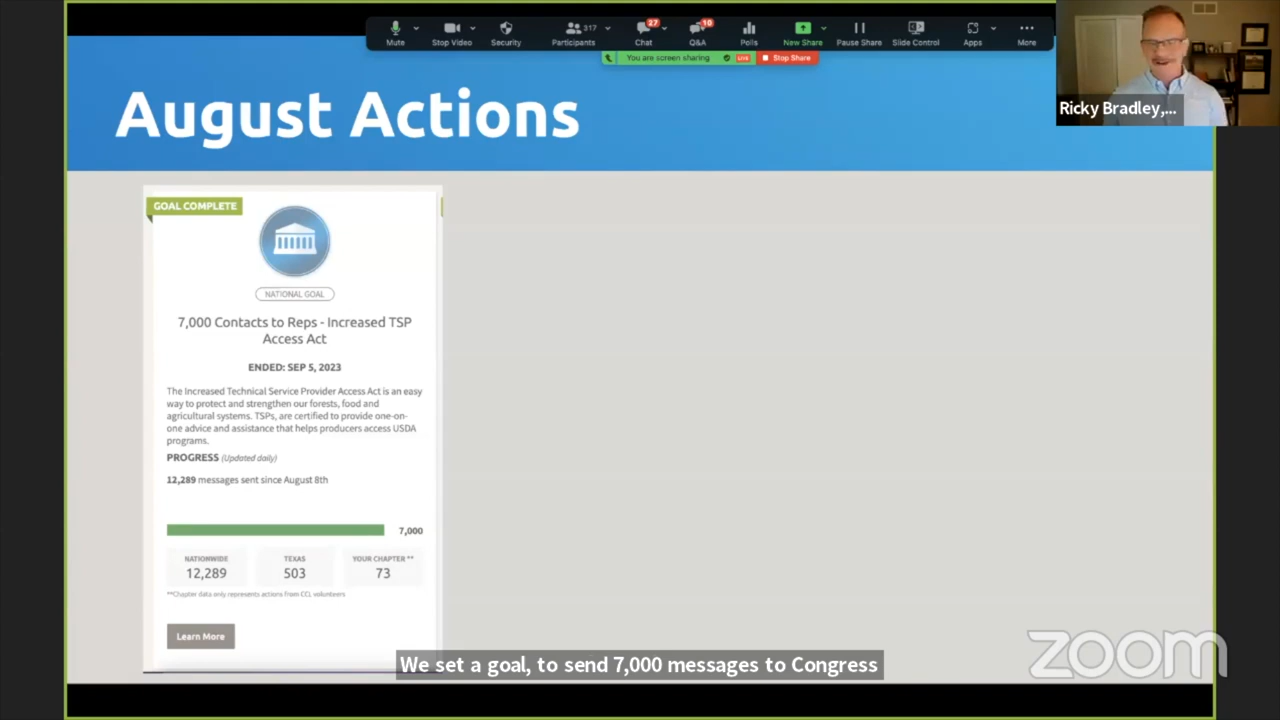 Mute
Stop Video
Security
Participants
317
Chat
27
Q&A
10
Polls
New Share
Pause Share
Slide Control
Apps
More
You are screen sharing
LIVE
Stop Share
Ricky Bradley,...
August Actions
GOAL COMPLETE
NATIONAL GOAL
7,000 Contacts to Reps - Increased TSP
Access Act
ENDED: SEP 5, 2023
The Increased Technical Service Provider Access Act is an easy
way to protect and strengthen our forests, food and
agricultural systems. TSPs, are certified to provide one-on-
one advice and assistance that helps producers access USDA
programs.
PROGRESS (Updated daily)
12,289 messages sent since August 8th
7,000
NATIONWIDE
12,289
TEXAS
503
YOUR CHAPTER **
73
**Chapter data only represents actions from CCL volunteers
Learn More
We set a goal, to send 7,000 messages to Congress
zoom